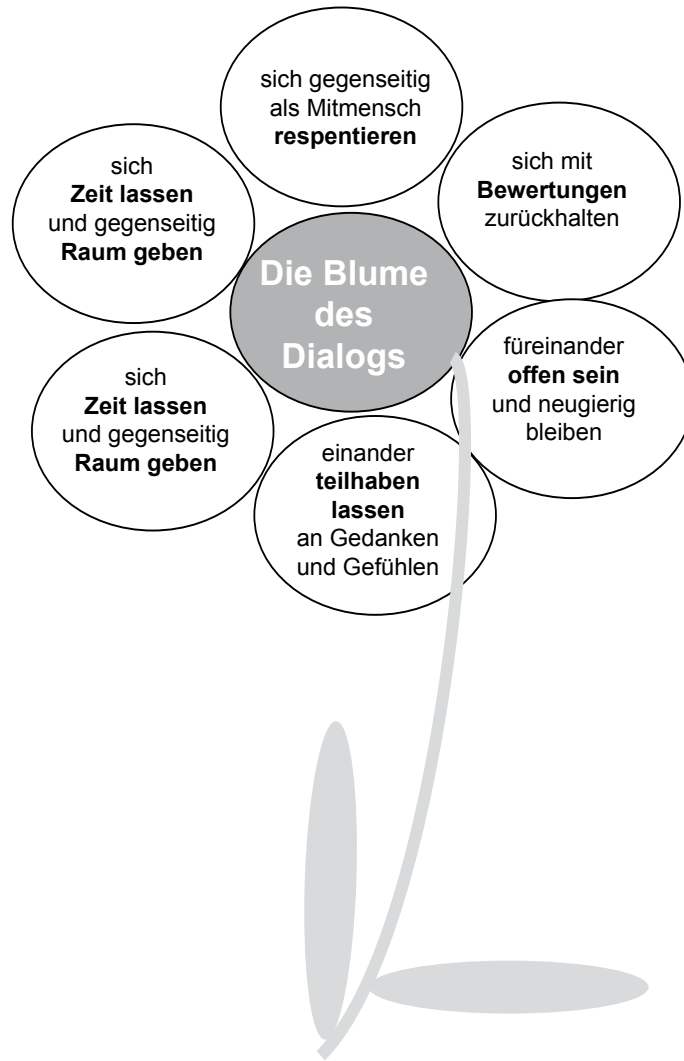 sich gegenseitig
als Mitmensch
respentieren
sich mit
Bewertungen
zurückhalten
sich
Zeit lassen
und gegenseitig
Raum geben
Die Blume
des
Dialogs
füreinander
offen sein
und neugierig
bleiben
sich
Zeit lassen
und gegenseitig
Raum geben
einander
teilhaben
lassen
an Gedanken
und Gefühlen